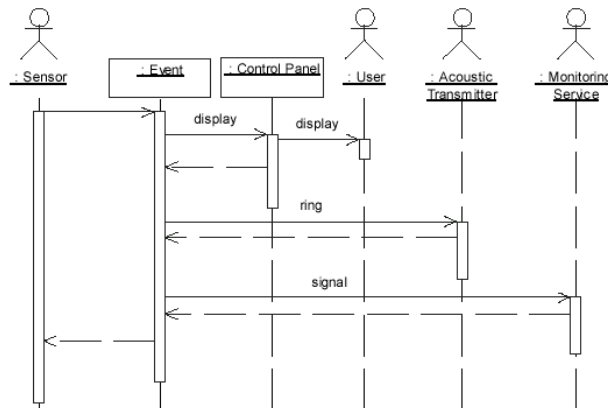 : Sensor
: Event
: Control Panel
: User
: Acoustic
Transmitter
: Monitoring
Service
display
display
ring
signal